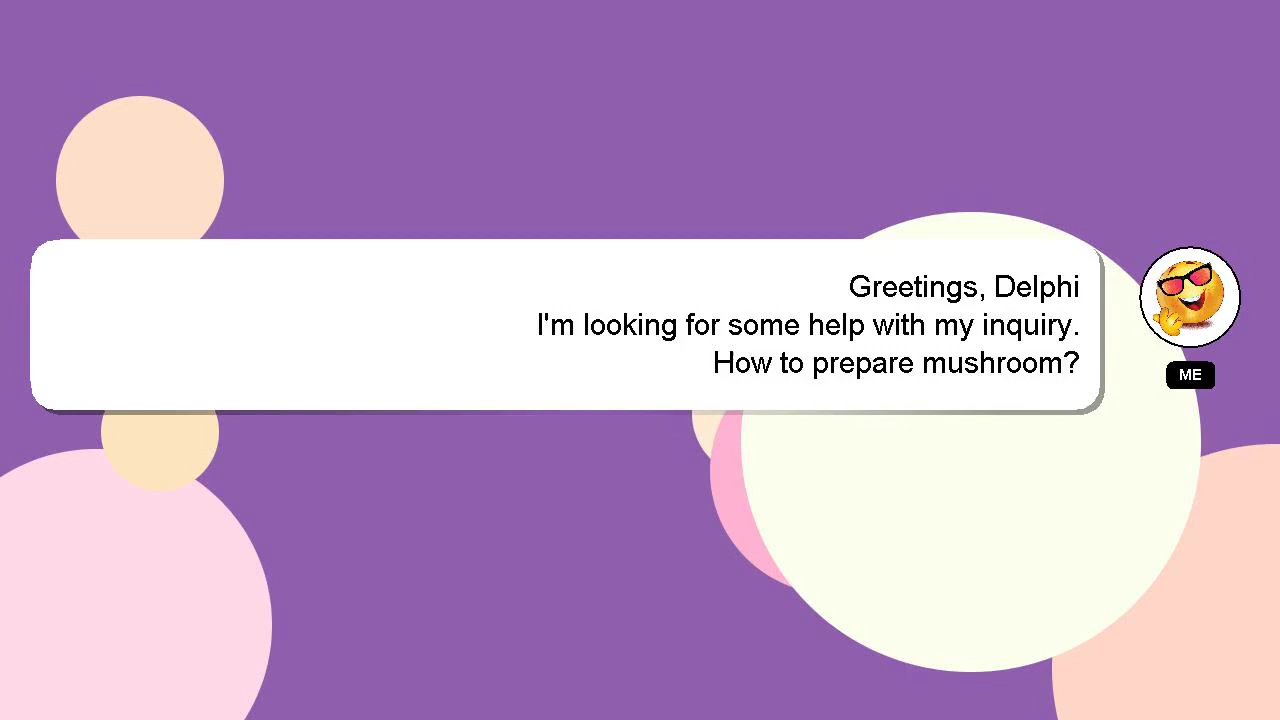 Greetings, Delphi
I'm looking for some help with my inquiry.
How to prepare mushroom?
ME